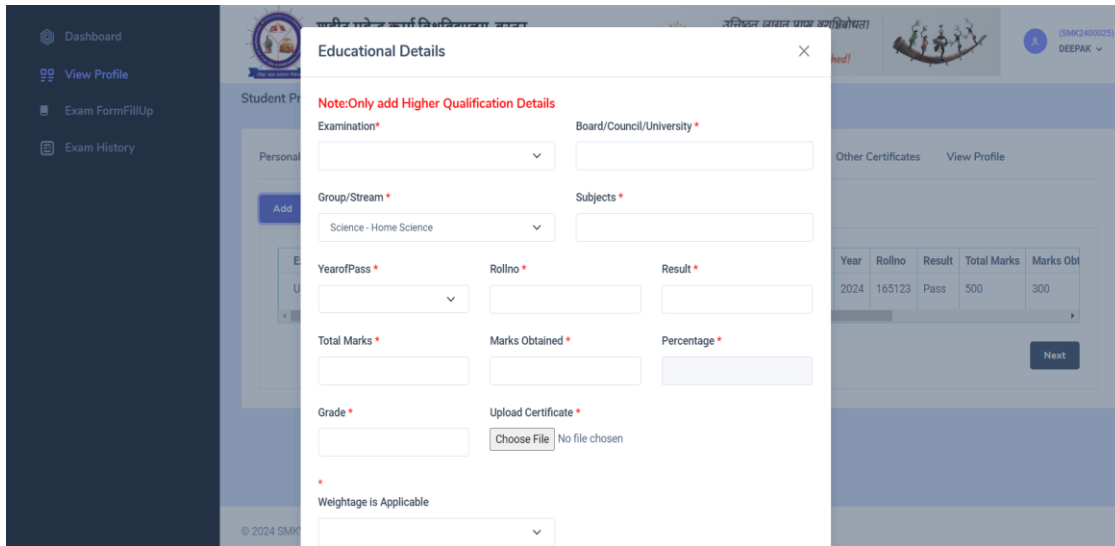 Dashboard
View Profile
Exam FormFillUp
Exam History
(SMK2400025)
DEEPAK
Student Pr
Personal
Other Certificates
View Profile
Add
Educational Details
Note:Only add Higher Qualification Details
Examination*
Board/Council/University *
Group/Stream *
Subjects *
Science - Home Science
YearofPass *
Rollno *
Result *
Total Marks *
Marks Obtained *
Percentage *
Grade *
Upload Certificate *
Choose File No file chosen
*
Weightage is Applicable
Year Rollno Result Total Marks Marks Obt
2024 165123 Pass 500 300
Next
© 2024 SMK